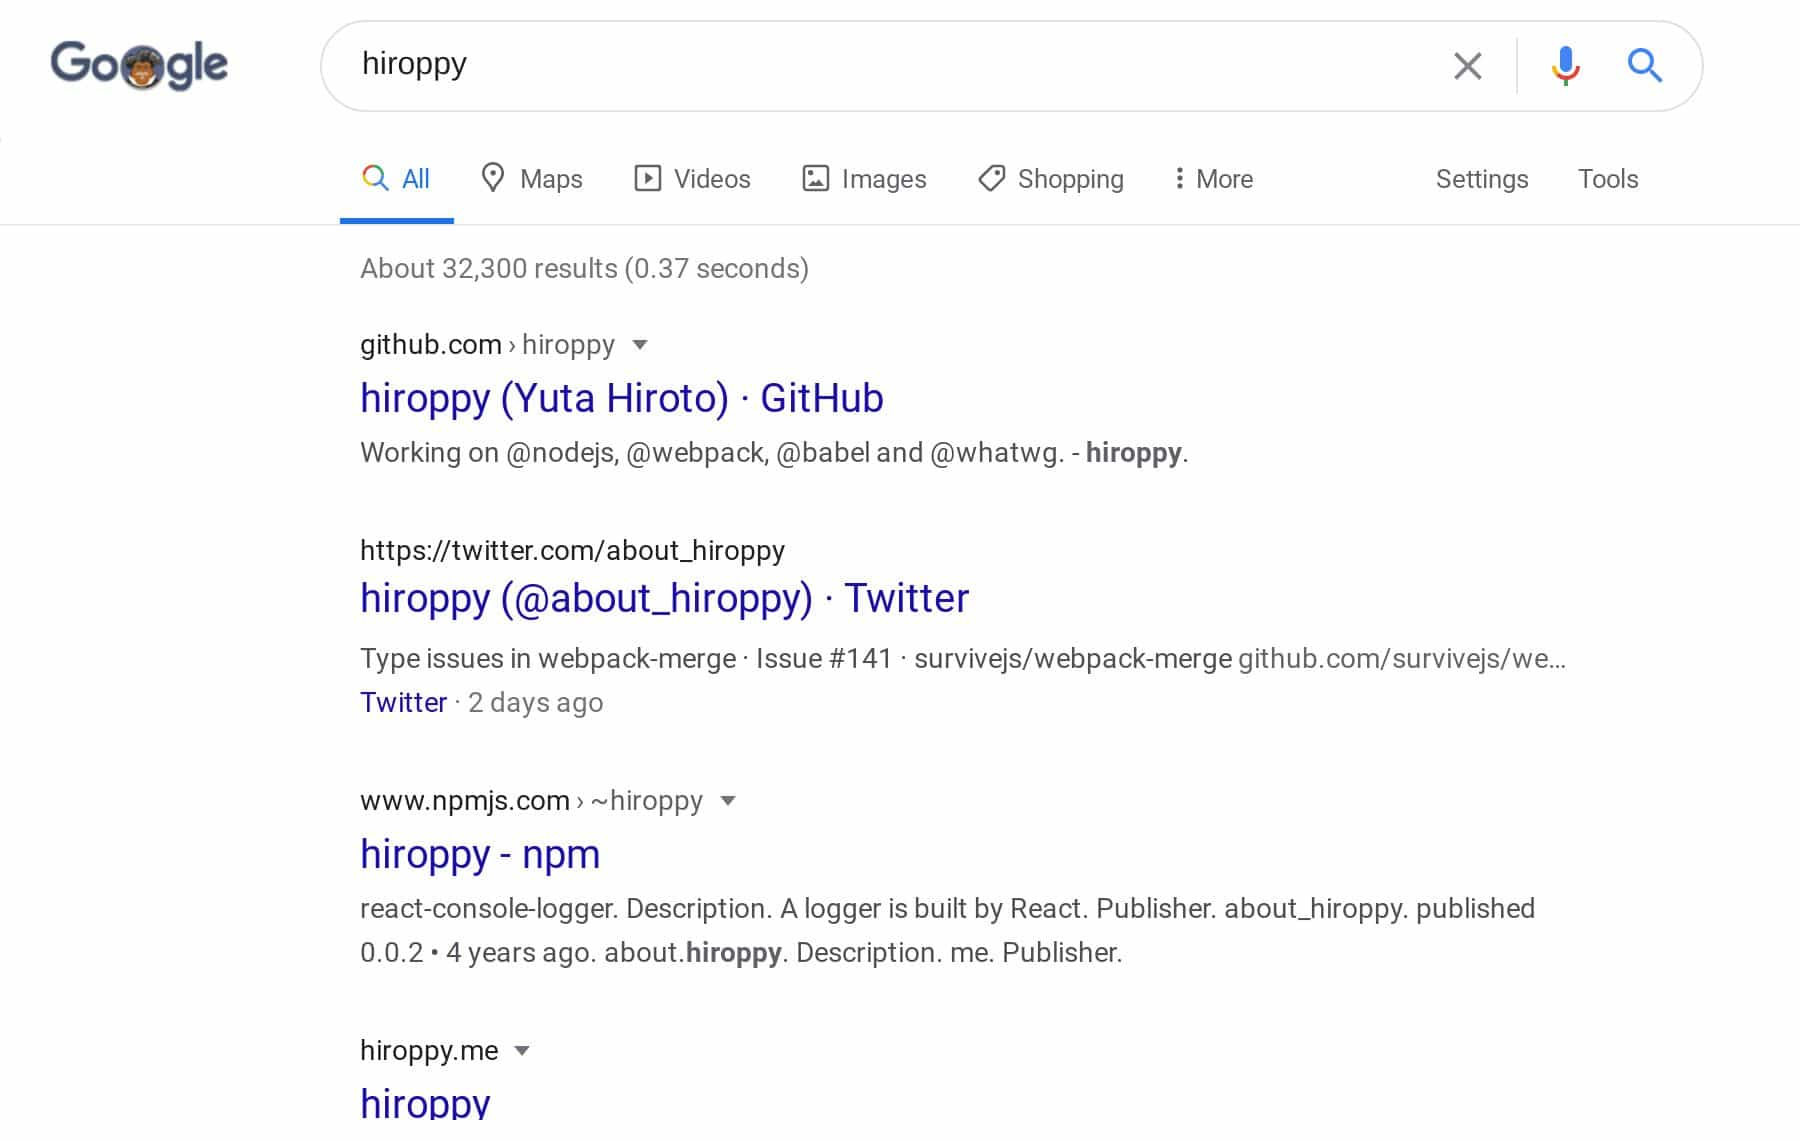 Google
hiroppy
All Maps Videos Images Shopping More Settings Tools
About 32,300 results (0.37 seconds)
github.com › hiroppy
hiroppy (Yuta Hiroto) · GitHub
Working on @nodejs, @webpack, @babel and @whatwg. - hiroppy.
https://twitter.com/about_hiroppy
hiroppy (@about_hiroppy) · Twitter
Type issues in webpack-merge · Issue #141 · survivejs/webpack-merge github.com/survivejs/we...
Twitter · 2 days ago
www.npmjs.com › ~hiroppy
hiroppy - npm
react-console-logger. Description. A logger is built by React. Publisher. about_hiroppy. published
0.0.2 • 4 years ago. about.hiroppy. Description. me. Publisher.
hiroppy.me
hiroppy